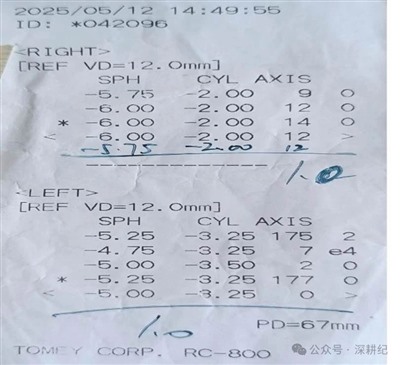 2025/05/12 14:49:55
ID: *042096
<RIGHT>
[REF VD=12.0mm]
SPH CYL AXIS
-5.75 -2.00 9 0
-6.00 -2.00 12 0
* -6.00 -2.00 14 0
< -6.00 -2.00 12 >
-5.75 -2.00 12
1.0
<LEFT>
[REF VD=12.0mm]
SPH CYL AXIS
-5.25 -3.25 175 2
-4.75 -3.25 7 e4
-5.00 -3.50 2 0
* -5.25 -3.25 177 0
< -5.00 -3.25 0 >
1.0
PD=67mm
TOMEY CORP. RC-800
公众号·深耕纪